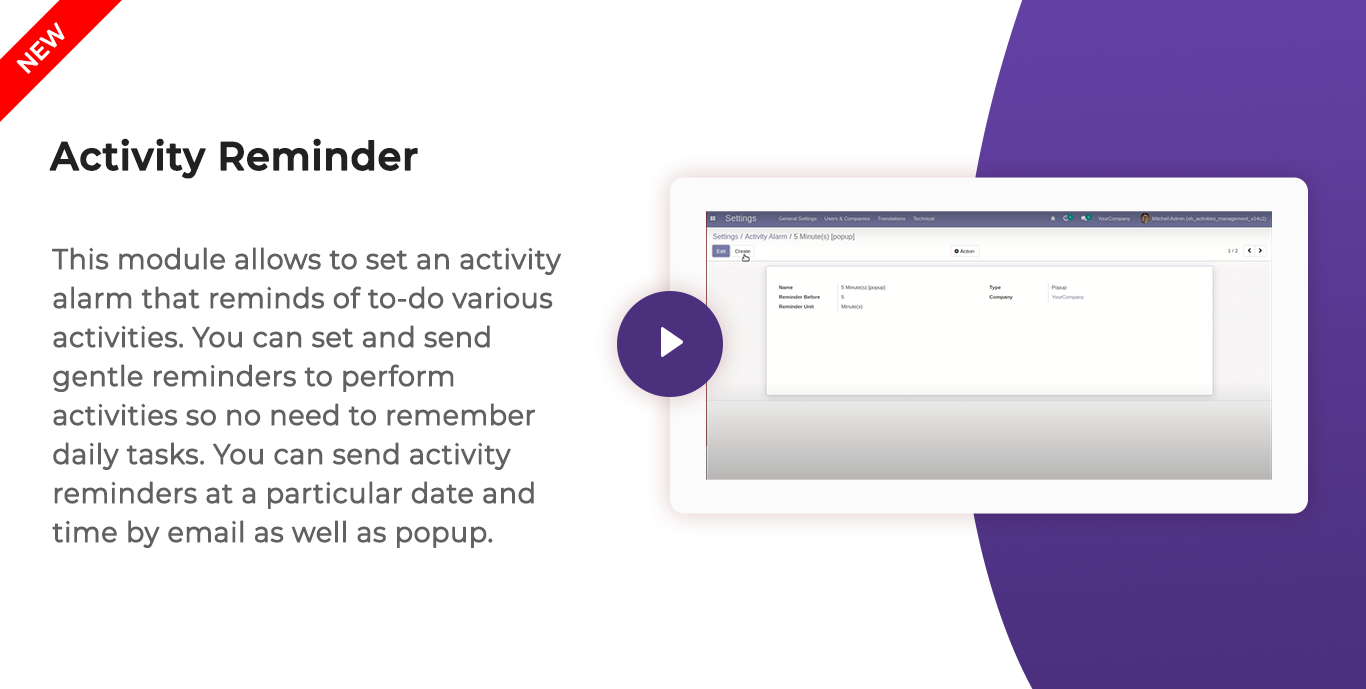 NEW
Activity Reminder
This module allows to set an activity
alarm that reminds of to-do various
activities. You can set and send
gentle reminders to perform
activities so no need to remember
daily tasks. You can send activity
reminders at a particular date and
time by email as well as popup.
Settings General Settings Users & Companies Translations Technical YourCompany Mitchell Admin (sh_activities_management_v14c2)
Settings / Activity Alarm / 5 Minute(s) [popup]
Edit Create Action 1 / 2
Name 5 Minute(s) [popup] Type Popup
Reminder Before 5 Company YourCompany
Reminder Unit Minute(s)